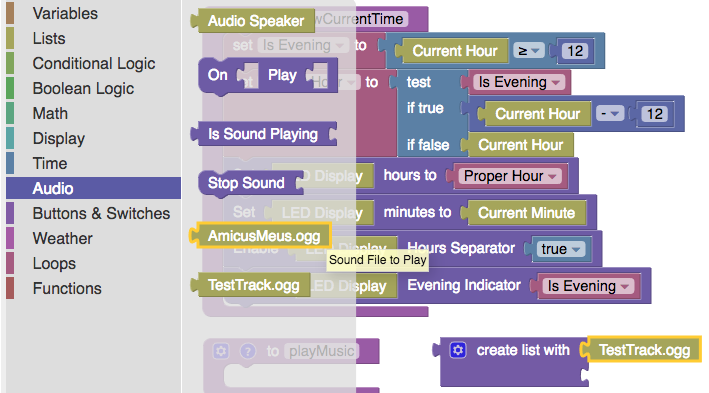 Variables
Lists
Conditional Logic
Boolean Logic
Math
Display
Time
Audio
Buttons & Switches
Weather
Loops
Functions
Audio Speaker
On Play
Is Sound Playing
Stop Sound
AmicusMeus.ogg
Sound File to Play
TestTrack.ogg
wCurrentTime
set Is Evening to Current Hour ≥ 12
Hour to test Is Evening
if true Current Hour - 12
if false Current Hour
LED Display hours to Proper Hour
Set LED Display minutes to Current Minute
Enable Display Hours Separator true
LED Display Evening Indicator Is Evening
? to playMusic
create list with TestTrack.ogg